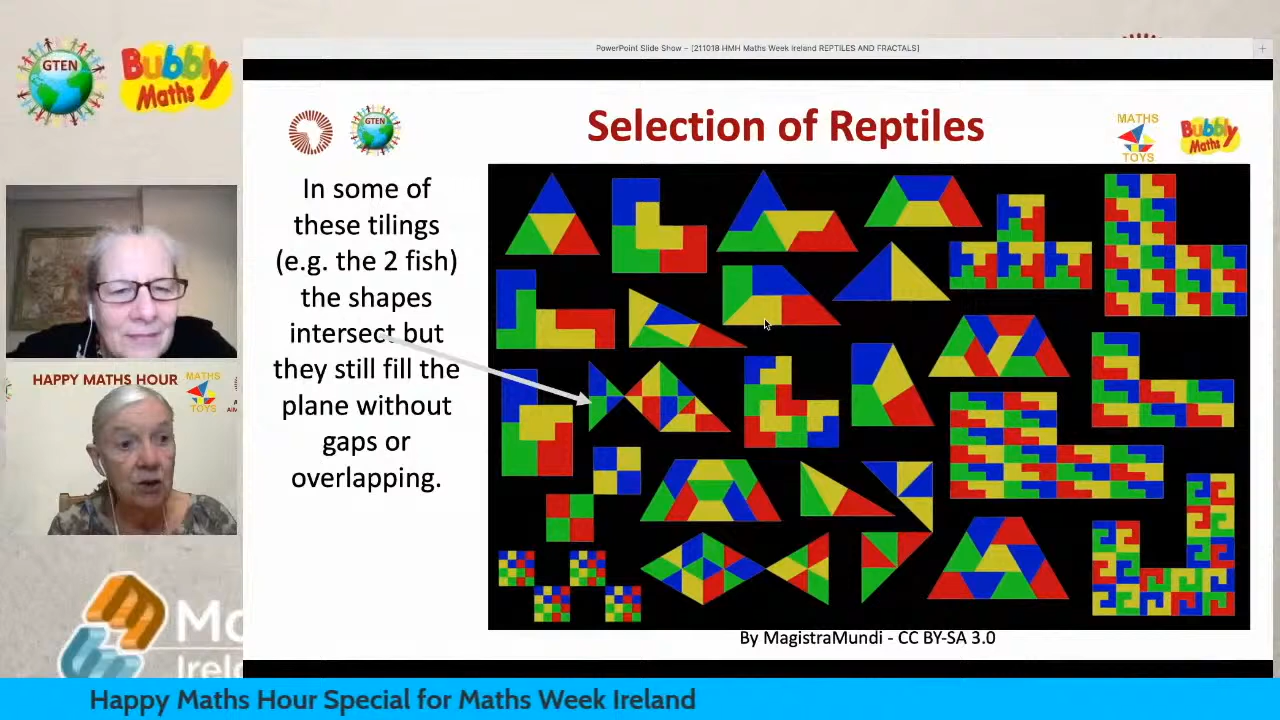 PowerPoint Slide Show - [211018 HMH Maths Week Ireland REPTILES AND FRACTALS]
GTEN
Bubbly
Maths
GTEN
Selection of Reptiles
MATHS
TOYS
Bubbly
Maths
In some of
these tilings
(e.g. the 2 fish)
the shapes
intersect but
they still fill the
plane without
gaps or
overlapping.
HAPPY MATHS HOUR
MATHS
TOYS
By MagistraMundi - CC BY-SA 3.0
Happy Maths Hour Special for Maths Week Ireland